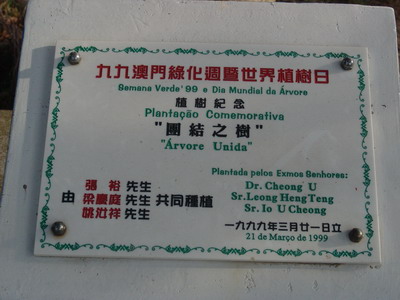 九九澳門綠化週暨世界植樹日
Semana Verde'99 e Dia Mundial da Árvore
植樹紀念
Plantação Comemorativa
"團結之樹"
"Árvore Unida"
Plantada pelos Exmos Senhores:
Dr. Cheong U
Sr. Leong Heng Teng
Sr. Io U Cheong
由
張裕 先生
梁慶庭 先生
姚汝祥 先生
共同種植
一九九九年三月廿一日立
21 de Março de 1999